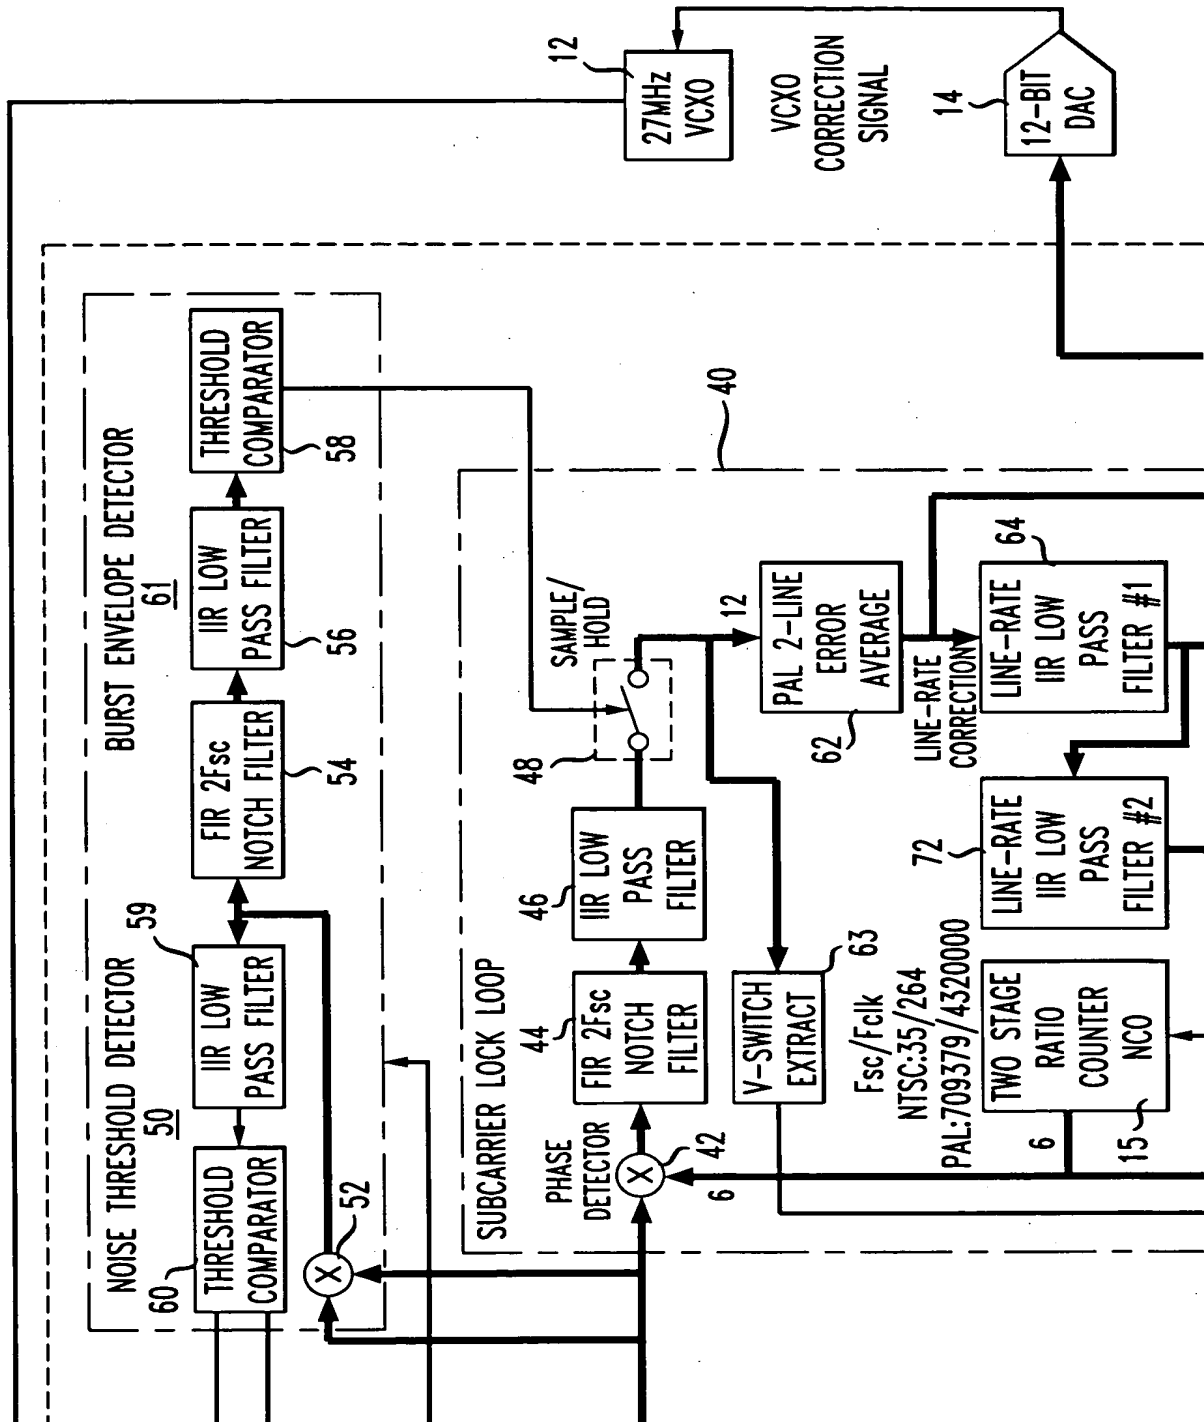 12
27MHz
VCXO
VCXO
CORRECTION
SIGNAL
14
12-BIT
DAC
NOISE THRESHOLD DETECTOR
50
BURST ENVELOPE DETECTOR
61
60
THRESHOLD
COMPARATOR
59
IIR LOW
PASS FILTER
FIR 2Fsc
NOTCH FILTER
54
IIR LOW
PASS FILTER
56
THRESHOLD
COMPARATOR
58
X
52
40
SUBCARRIER LOCK LOOP
PHASE
DETECTOR
X
42
6
44
FIR 2Fsc
NOTCH
FILTER
46
IIR LOW
PASS
FILTER
48
SAMPLE/
HOLD
12
V-SWITCH
EXTRACT
63
PAL 2-LINE
ERROR
AVERAGE
62
LINE-RATE
CORRECTION
Fsc/Fclk
NTSC:35/264
PAL:709379/4320000
6
TWO STAGE
RATIO
COUNTER
NCO
15
72
LINE-RATE
IIR LOW
PASS
FILTER #2
LINE-RATE
IIR LOW
PASS
FILTER #1
64